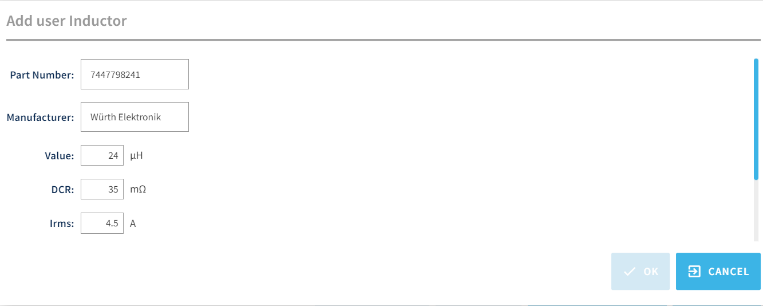 Add user Inductor
Part Number: 7447798241
Manufacturer: Würth Elektronik
Value: 24 µH
DCR: 35 mΩ
Irms: 4.5 A
OK CANCEL